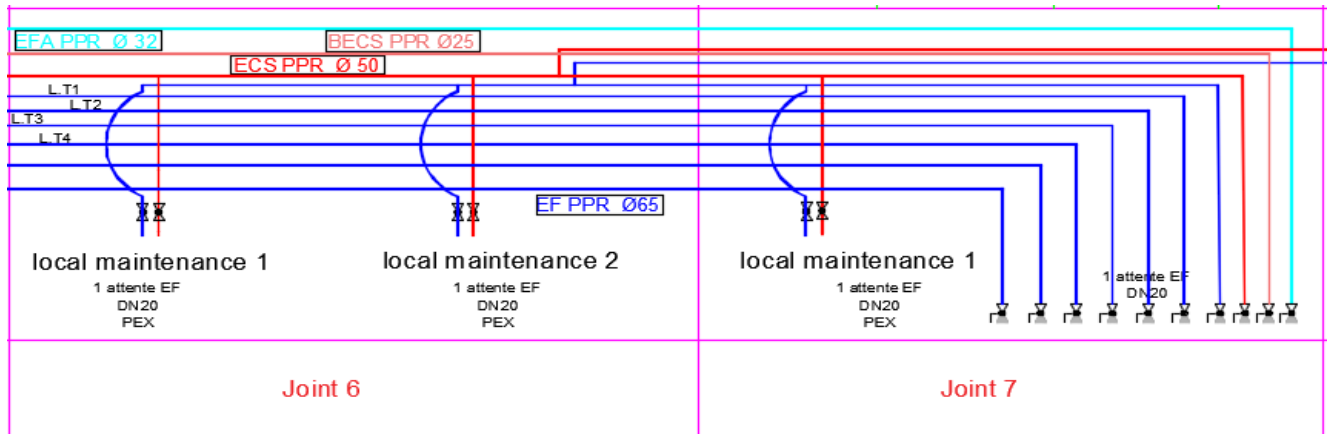 EFA PPR Ø 32
BECS PPR Ø25
ECS PPR Ø 50
L.T1
L.T2
L.T3
L.T4
EF PPR Ø65
local maintenance 1
1 attente EF
DN20
PEX
local maintenance 2
1 attente EF
DN20
PEX
local maintenance 1
1 attente EF
DN20
PEX
1 attente EF
DN20
Joint 6
Joint 7